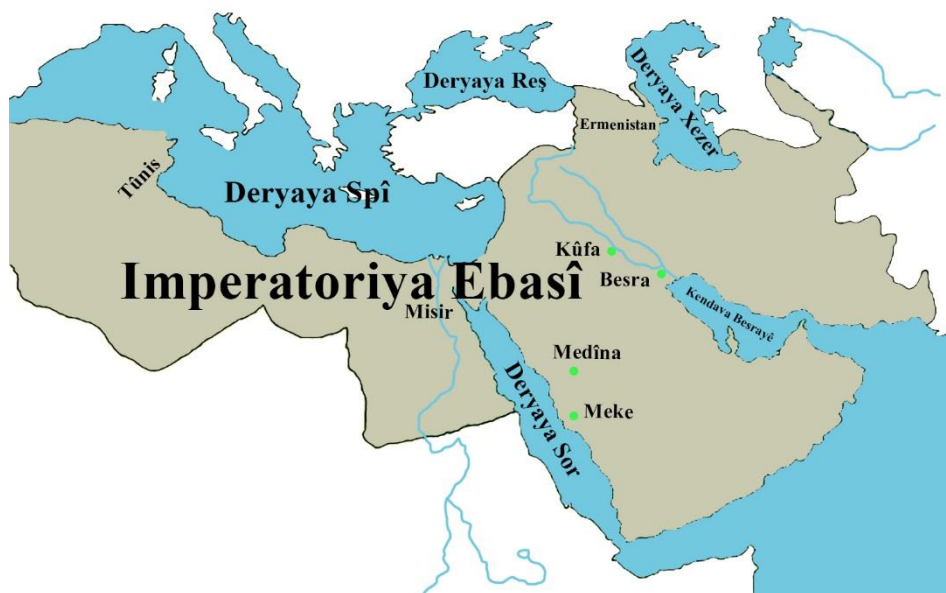 Deryaya Reş
Deryaya Xezer
Ermenistan
Tûnis
Deryaya Spî
Kûfa
Imperatoriya Ebasî
Besra
Misir
Kendava Besrayê
Medîna
Deryaya Sor
Meke